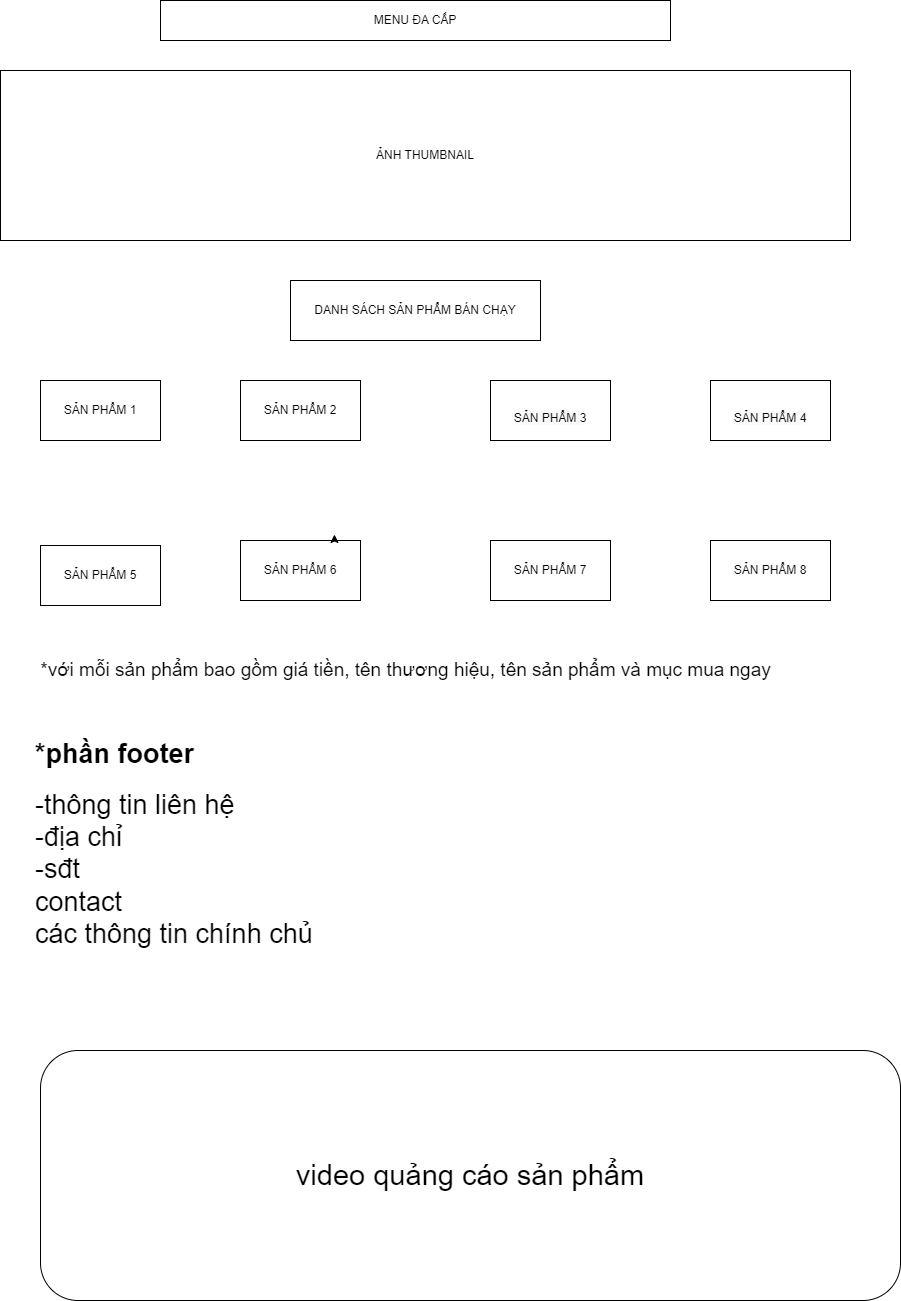 MENU ĐA CẤP
ẢNH THUMBNAIL
DANH SÁCH SẢN PHẨM BÁN CHẠY
SẢN PHẨM 1
SẢN PHẨM 2
SẢN PHẨM 3
SẢN PHẨM 4
SẢN PHẨM 5
SẢN PHẨM 6
SẢN PHẨM 7
SẢN PHẨM 8
*với mỗi sản phẩm bao gồm giá tiền, tên thương hiệu, tên sản phẩm và mục mua ngay
*phần footer
-thông tin liên hệ
-địa chỉ
-sđt
contact
các thông tin chính chủ
video quảng cáo sản phẩm